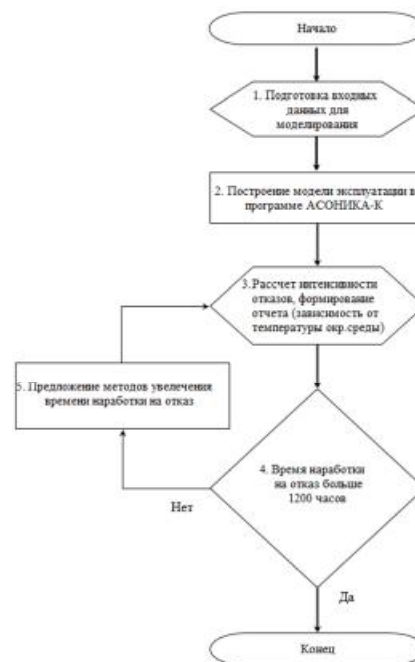 Начало
1. Подготовка входных
данных для
моделирования
2. Построение модели эксплуатации в
программе АСОНИКА-К
3.Рассчет интенсивности
отказов, формирование
отчета (зависимость от
температуры окр.среды)
5. Предложение методов увелечения
времени наработки на отказ
4. Время наработки
на отказ больше
1200 часов
Нет
Да
Конец